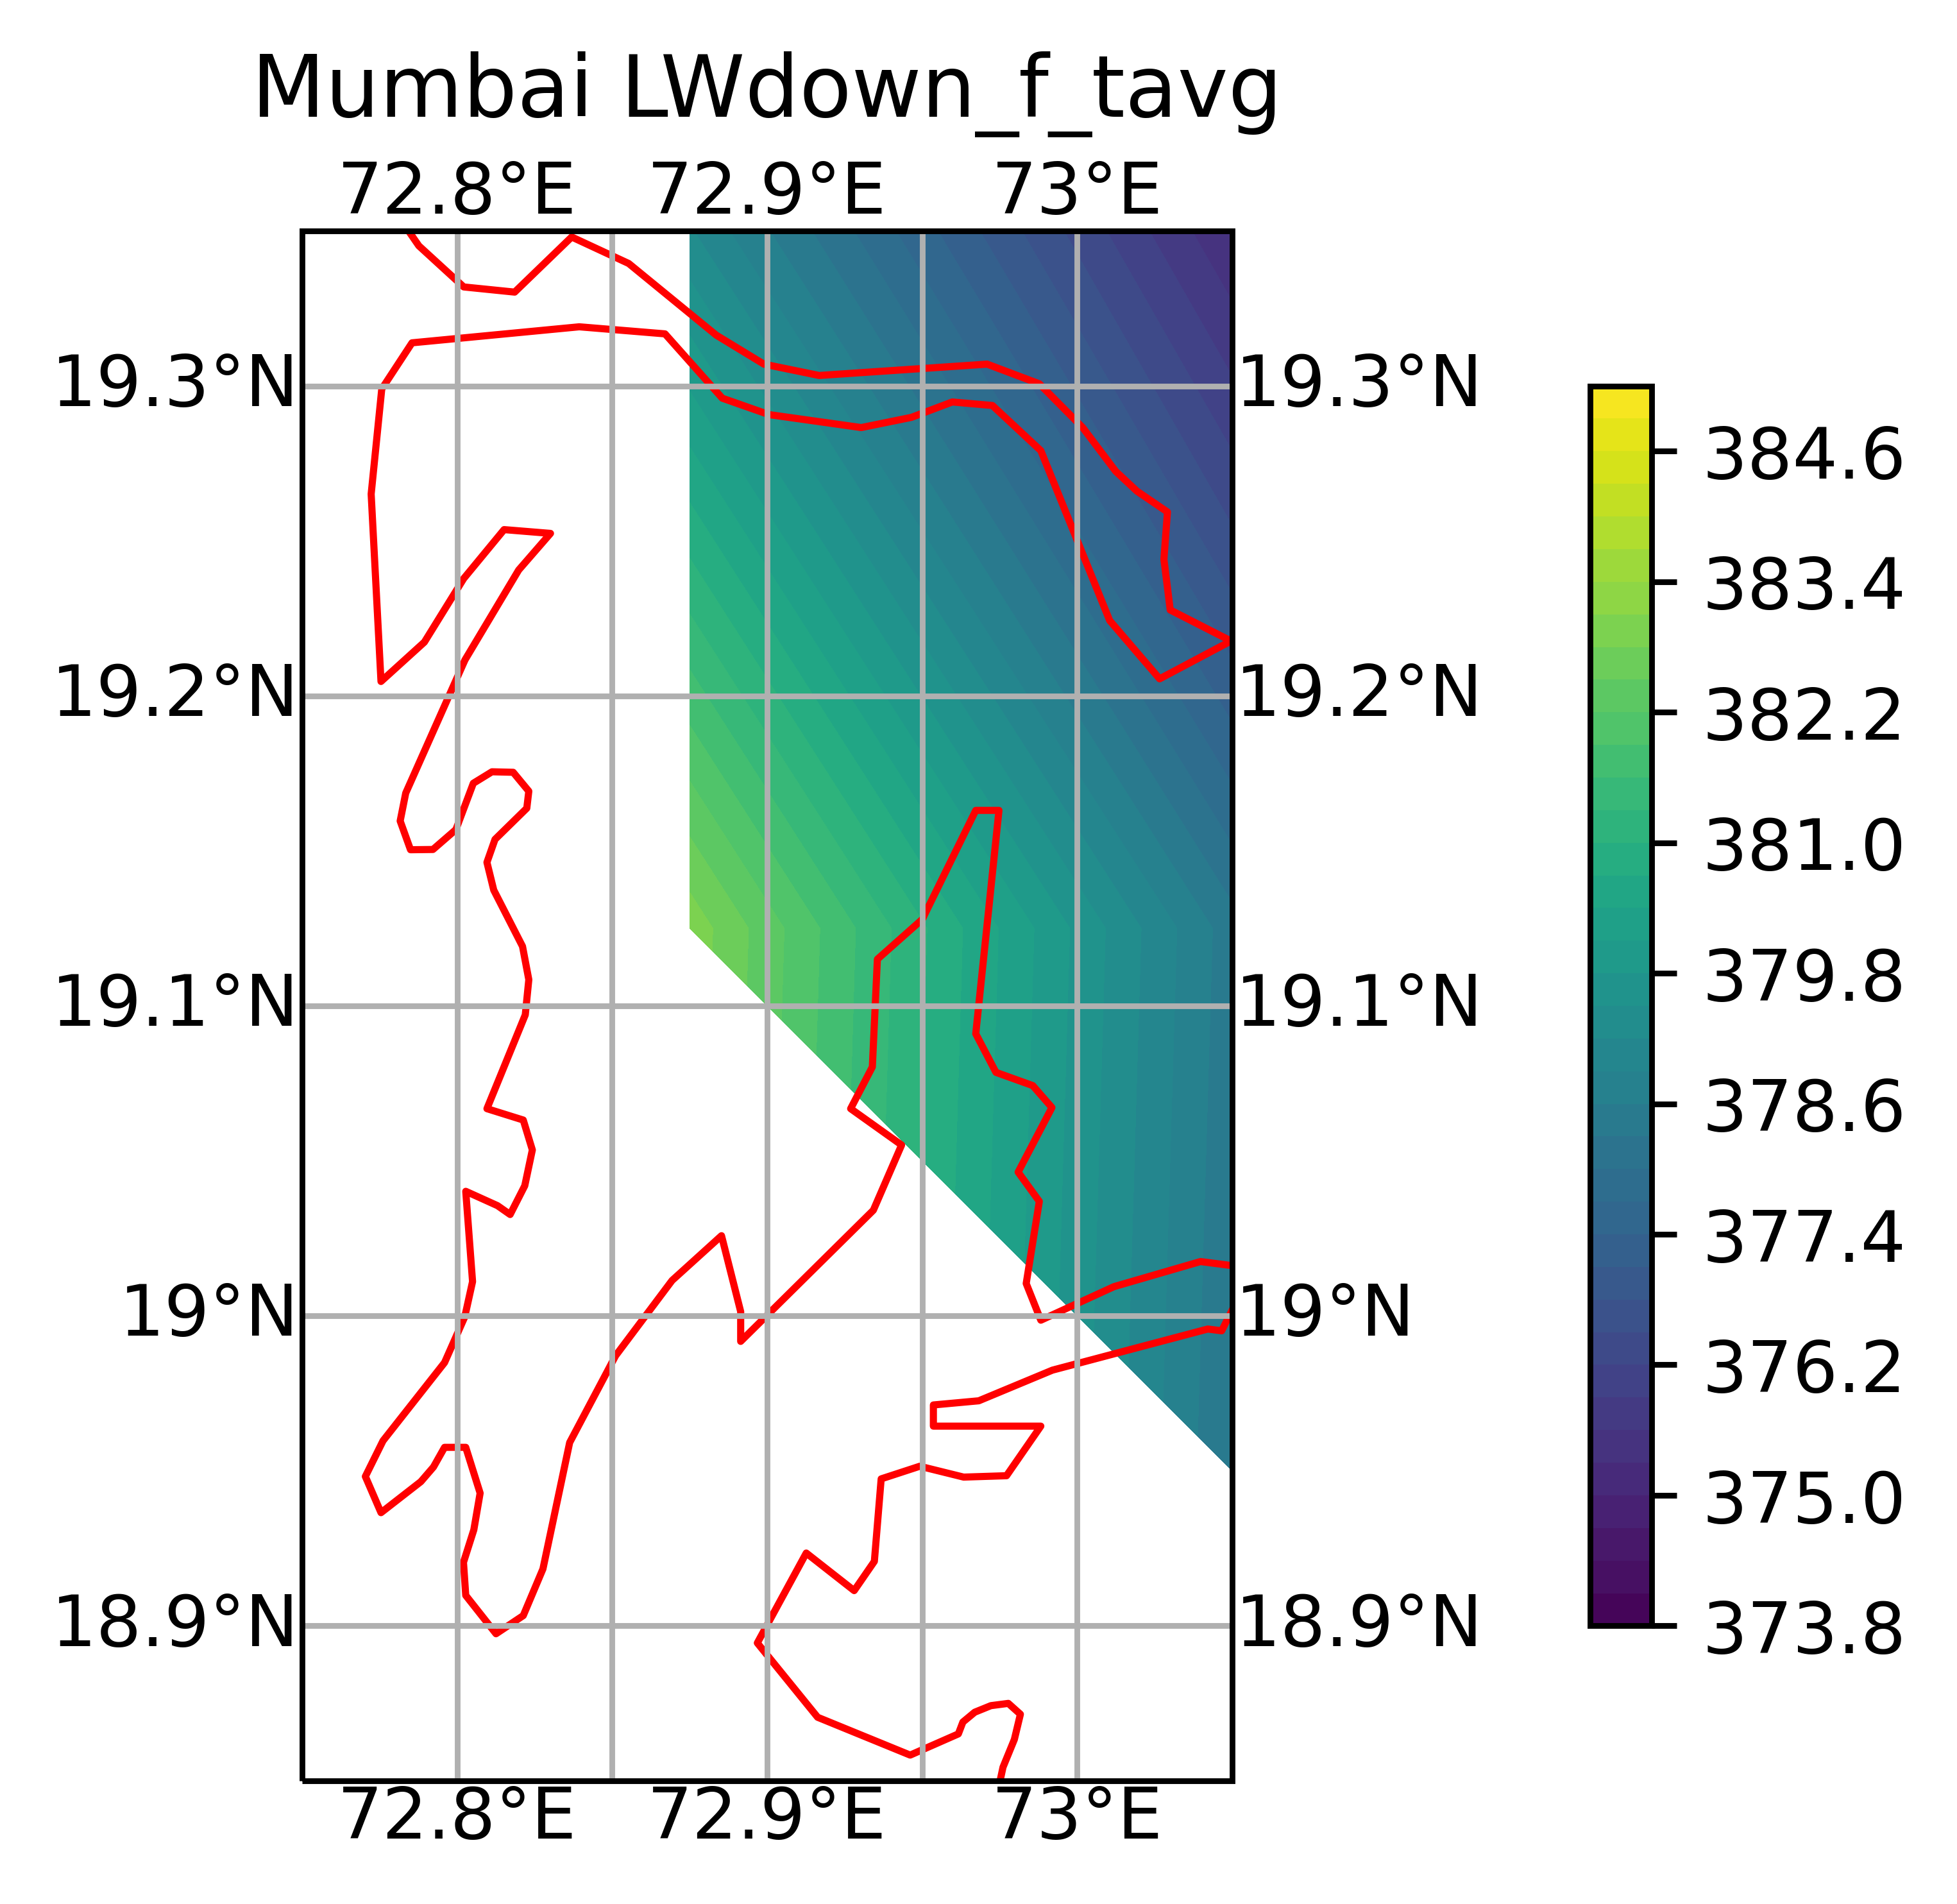 Mumbai LWdown_f_tavg
72.8°E 72.9°E 73°E
19.3°N 19.3°N
384.6
383.4
19.2°N 19.2°N
382.2
381.0
19.1°N 19.1°N
379.8
378.6
377.4
19°N 19°N
376.2
375.0
18.9°N 18.9°N
373.8
72.8°E 72.9°E 73°E